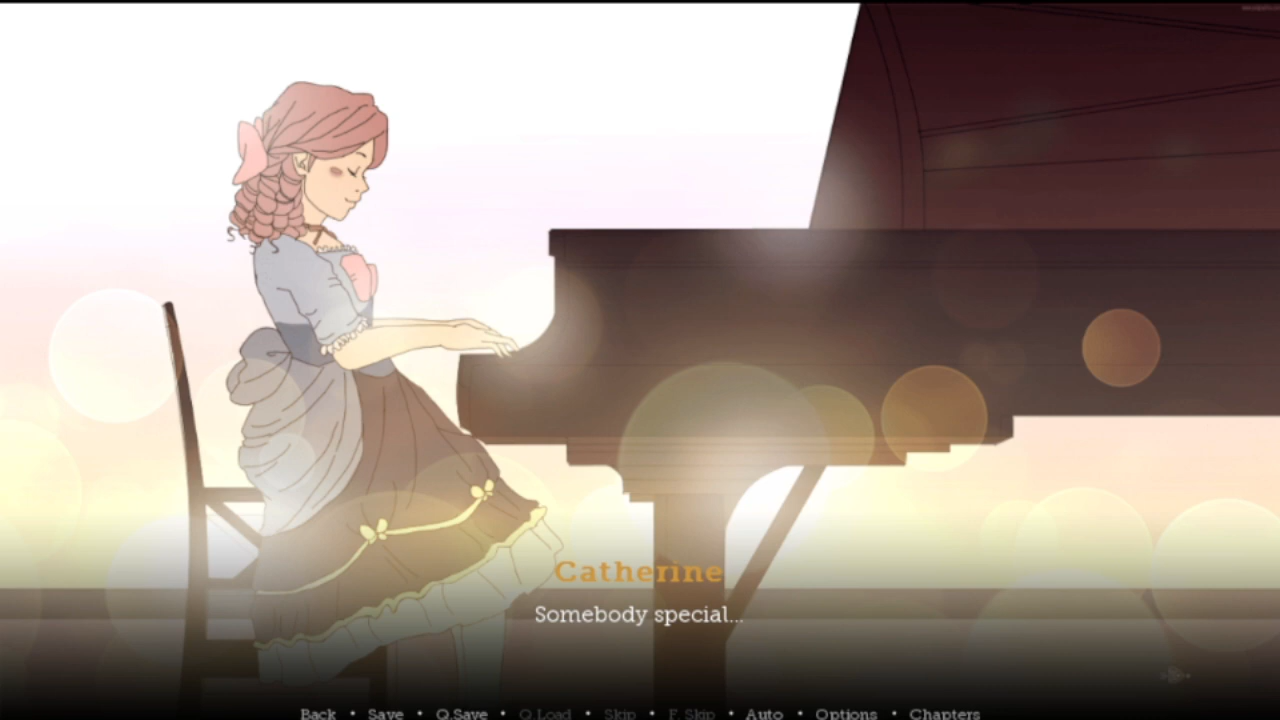 Catherine
Somebody special...
Back • Save • Q.Save • Q.Load • Skip • F. Skip • Auto • Options • Chapters